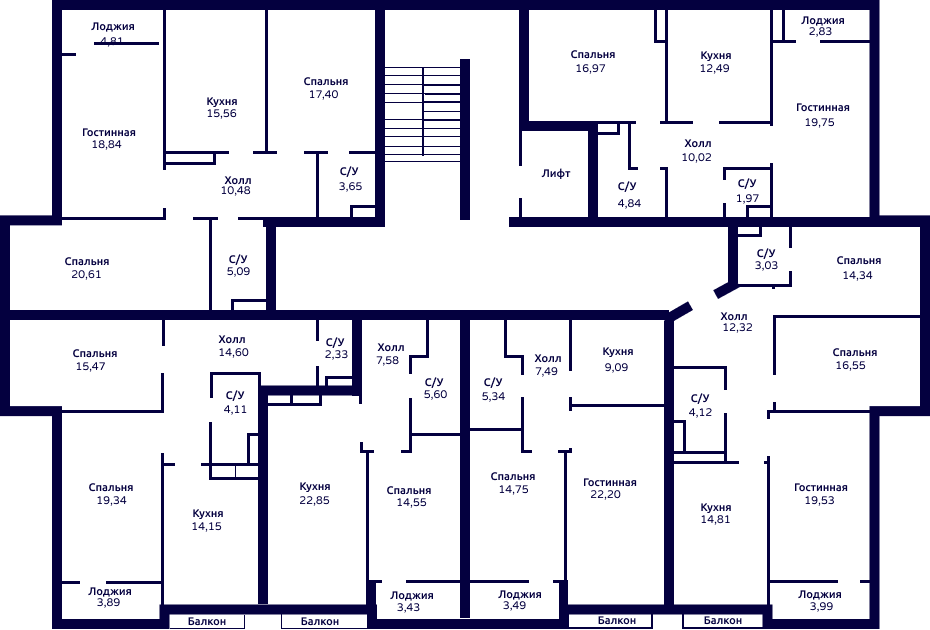 Лоджия
4,81
Гостинная
18,84
Кухня
15,56
Спальня
17,40
Холл
10,48
С/У
3,65
Спальня
20,61
С/У
5,09
Лифт
Спальня
16,97
Кухня
12,49
Лоджия
2,83
Гостинная
19,75
Холл
10,02
С/У
4,84
С/У
1,97
С/У
3,03
Спальня
14,34
Холл
12,32
Спальня
16,55
С/У
4,12
Кухня
14,81
Гостинная
19,53
Лоджия
3,99
Балкон
Спальня
15,47
Холл
14,60
С/У
2,33
С/У
4,11
Спальня
19,34
Кухня
14,15
Лоджия
3,89
Балкон
Холл
7,58
С/У
5,60
Кухня
22,85
Спальня
14,55
Лоджия
3,43
Балкон
С/У
5,34
Холл
7,49
Кухня
9,09
Спальня
14,75
Гостинная
22,20
Лоджия
3,49
Балкон